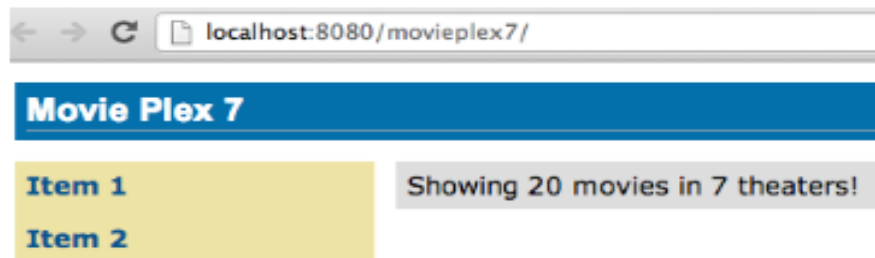 localhost:8080/movieplex7/
Movie Plex 7
Item 1
Showing 20 movies in 7 theaters!
Item 2